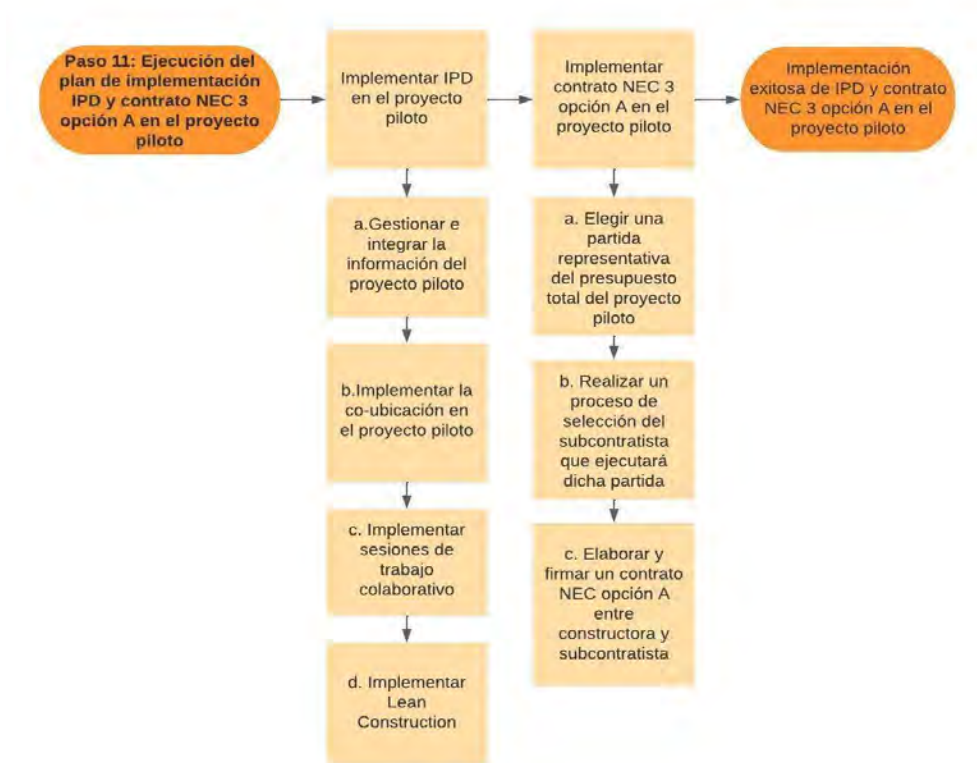 Paso 11: Ejecución del
plan de implementación
IPD y contrato NEC 3
opción A en el proyecto
piloto
Implementar IPD
en el proyecto
piloto
Implementar
contrato NEC 3
opción A en el
proyecto piloto
Implementación
exitosa de IPD y contrato
NEC 3 opción A en el
proyecto piloto
a.Gestionar e
integrar la
información del
proyecto piloto
b.Implementar la
co-ubicación en
el proyecto piloto
c. Implementar
sesiones de
trabajo
colaborativo
d. Implementar
Lean
Construction
a. Elegir una
partida
representativa
del presupuesto
total del proyecto
piloto
b. Realizar un
proceso de
selección del
subcontratista
que ejecutará
dicha partida
c. Elaborar y
firmar un contrato
NEC opción A
entre
constructora y
subcontratista